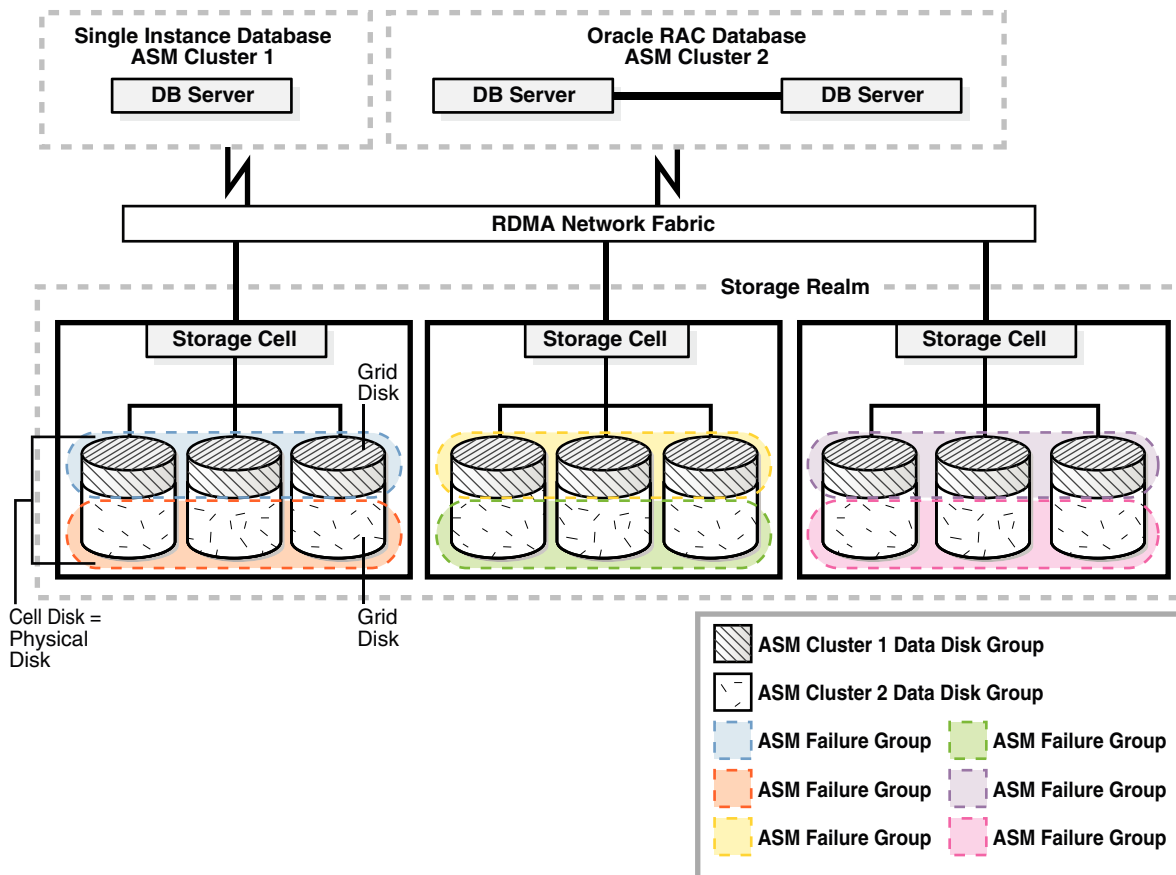 Single Instance Database
ASM Cluster 1
DB Server
Oracle RAC Database
ASM Cluster 2
DB Server
DB Server
RDMA Network Fabric
Storage Realm
Storage Cell
Storage Cell
Storage Cell
Grid
Disk
Cell Disk =
Physical
Disk
Grid
Disk
ASM Cluster 1 Data Disk Group
ASM Cluster 2 Data Disk Group
ASM Failure Group
ASM Failure Group
ASM Failure Group
ASM Failure Group
ASM Failure Group
ASM Failure Group